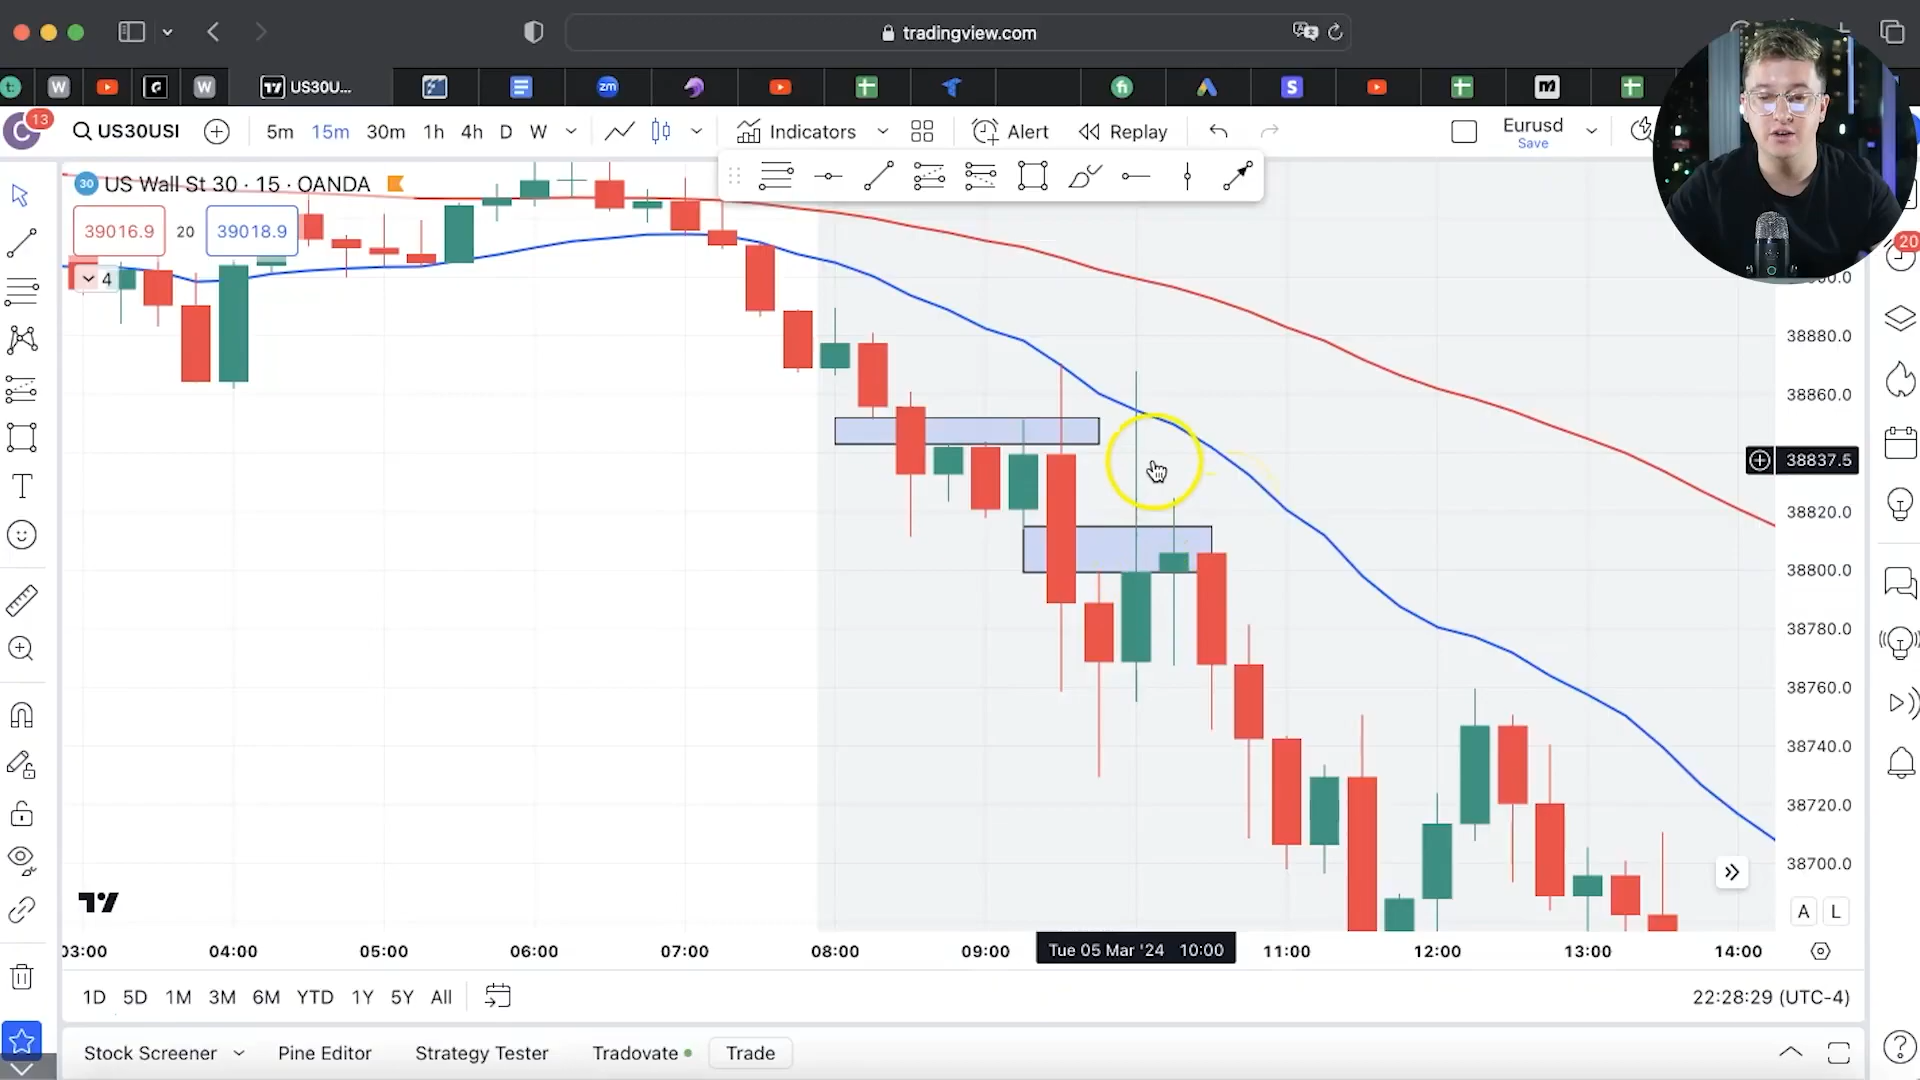 tradingview.com
W
W
US30U...
zm
S
13
US30USI
5m 15m 30m 1h 4h D W
Indicators
Alert
Replay
Eurusd
Save
30 US Wall St 30 · 15 · OANDA
39016.9 20 39018.9
4
20
38880.0
38860.0
38837.5
38820.0
38800.0
38780.0
38760.0
38740.0
38720.0
38700.0
A L
03:00 04:00 05:00 06:00 07:00 08:00 09:00 Tue 05 Mar '24 10:00 11:00 12:00 13:00 14:00
1D 5D 1M 3M 6M YTD 1Y 5Y All
22:28:29 (UTC-4)
Stock Screener Pine Editor Strategy Tester Tradovate Trade